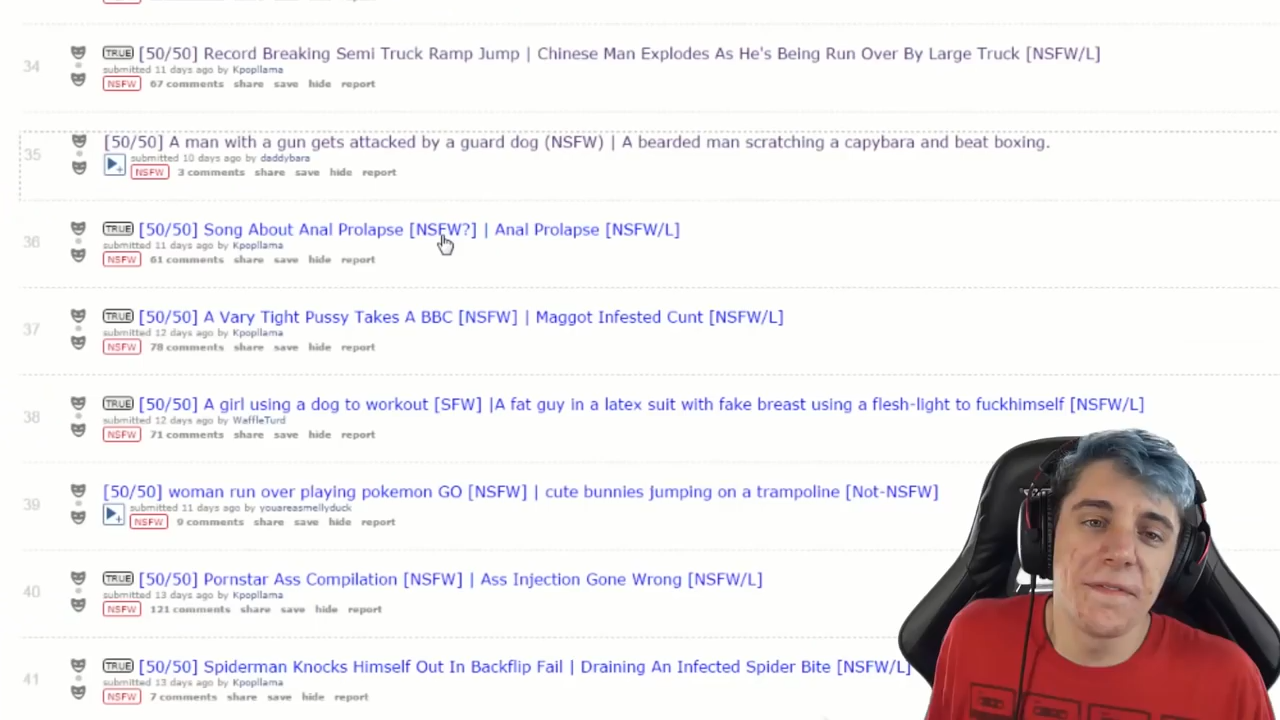 34
TRUE [50/50] Record Breaking Semi Truck Ramp Jump | Chinese Man Explodes As He's Being Run Over By Large Truck [NSFW/L]
submitted 11 days ago by Kpopllama
NSFW 67 comments share save hide report
35
[50/50] A man with a gun gets attacked by a guard dog (NSFW) | A bearded man scratching a capybara and beat boxing.
submitted 10 days ago by daddybara
NSFW 3 comments share save hide report
36
TRUE [50/50] Song About Anal Prolapse [NSFW?] | Anal Prolapse [NSFW/L]
submitted 11 days ago by Kpopllama
NSFW 61 comments share save hide report
37
TRUE [50/50] A Vary Tight Pussy Takes A BBC [NSFW] | Maggot Infested Cunt [NSFW/L]
submitted 12 days ago by Kpopllama
NSFW 78 comments share save hide report
38
TRUE [50/50] A girl using a dog to workout [SFW] |A fat guy in a latex suit with fake breast using a flesh-light to fuckhimself [NSFW/L]
submitted 12 days ago by WaffleTurd
NSFW 71 comments share save hide report
39
[50/50] woman run over playing pokemon GO [NSFW] | cute bunnies jumping on a trampoline [Not-NSFW]
submitted 11 days ago by youareasmellyduck
NSFW 9 comments share save hide report
40
TRUE [50/50] Pornstar Ass Compilation [NSFW] | Ass Injection Gone Wrong [NSFW/L]
submitted 13 days ago by Kpopllama
NSFW 121 comments share save hide report
41
TRUE [50/50] Spiderman Knocks Himself Out In Backflip Fail | Draining An Infected Spider Bite [NSFW/L]
submitted 13 days ago by Kpopllama
NSFW 7 comments share save hide report